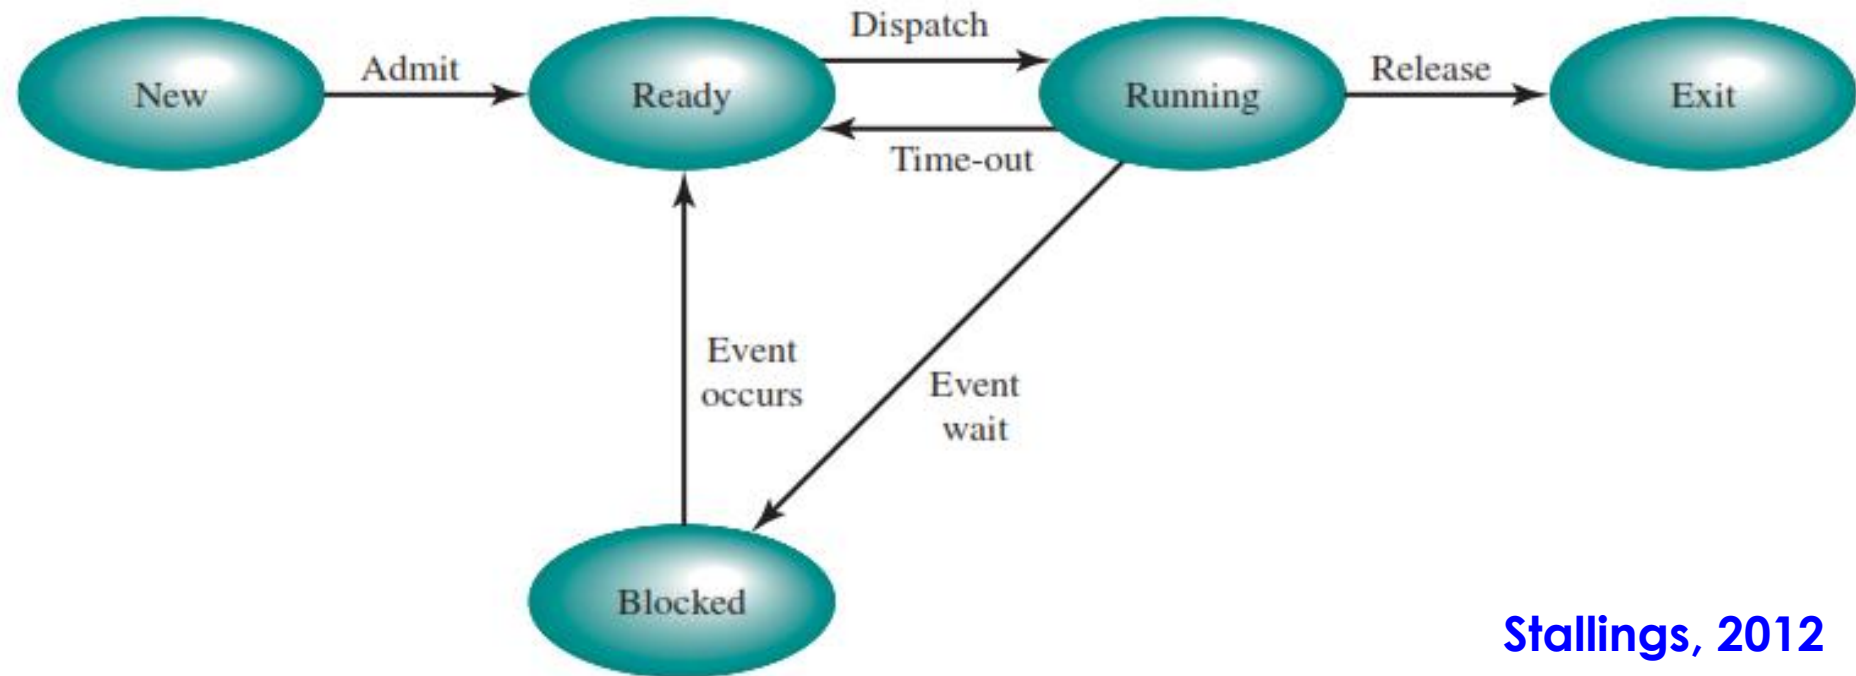 Dispatch
Admit
Release
New
Ready
Running
Exit
Time-out
Event
occurs
Event
wait
Blocked
Stallings, 2012